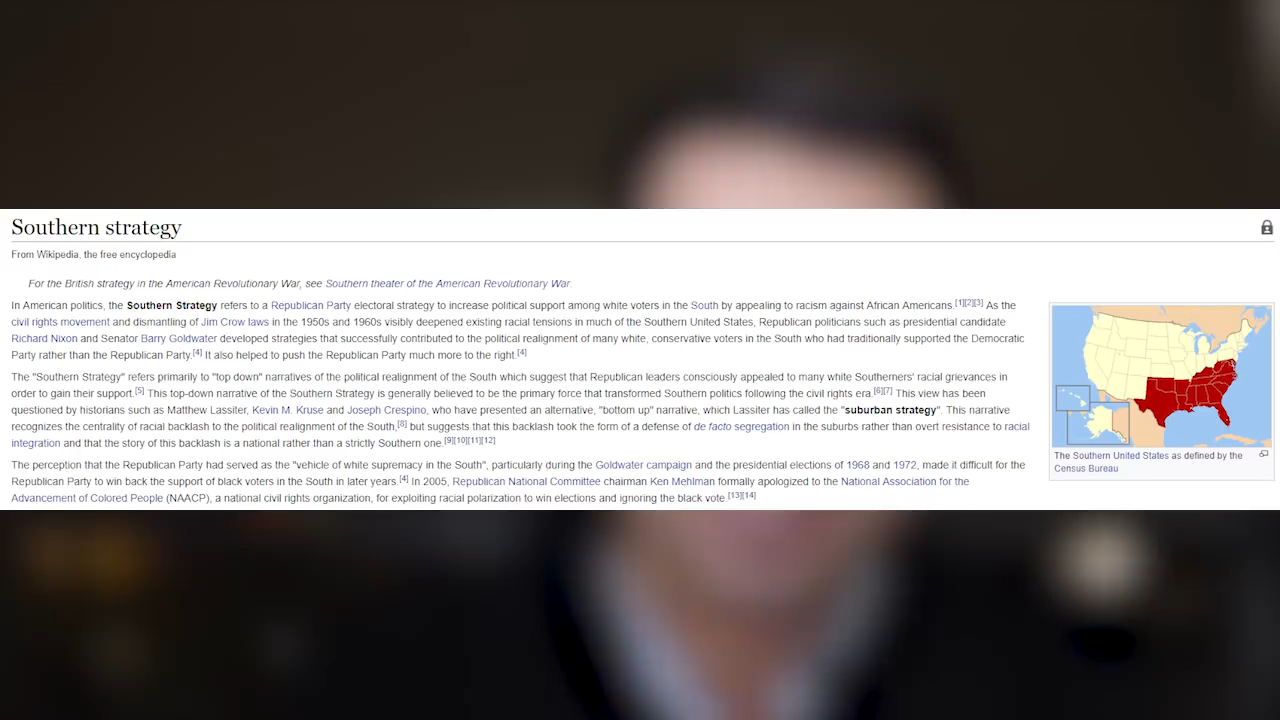 Southern strategy
From Wikipedia, the free encyclopedia
For the British strategy in the American Revolutionary War, see Southern theater of the American Revolutionary War.
In American politics, the Southern Strategy refers to a Republican Party electoral strategy to increase political support among white voters in the South by appealing to racism against African Americans.[1][2][3] As the
civil rights movement and dismantling of Jim Crow laws in the 1950s and 1960s visibly deepened existing racial tensions in much of the Southern United States, Republican politicians such as presidential candidate
Richard Nixon and Senator Barry Goldwater developed strategies that successfully contributed to the political realignment of many white, conservative voters in the South who had traditionally supported the Democratic
Party rather than the Republican Party.[4] It also helped to push the Republican Party much more to the right.[4]
The "Southern Strategy" refers primarily to "top down" narratives of the political realignment of the South which suggest that Republican leaders consciously appealed to many white Southerners' racial grievances in
order to gain their support.[5] This top-down narrative of the Southern Strategy is generally believed to be the primary force that transformed Southern politics following the civil rights era.[6][7] This view has been
questioned by historians such as Matthew Lassiter, Kevin M. Kruse and Joseph Crespino, who have presented an alternative, "bottom up" narrative, which Lassiter has called the "suburban strategy". This narrative
recognizes the centrality of racial backlash to the political realignment of the South,[8] but suggests that this backlash took the form of a defense of de facto segregation in the suburbs rather than overt resistance to racial
integration and that the story of this backlash is a national rather than a strictly Southern one.[9][10][11][12]
The perception that the Republican Party had served as the "vehicle of white supremacy in the South", particularly during the Goldwater campaign and the presidential elections of 1968 and 1972, made it difficult for the
Republican Party to win back the support of black voters in the South in later years.[4] In 2005, Republican National Committee chairman Ken Mehlman formally apologized to the National Association for the
Advancement of Colored People (NAACP), a national civil rights organization, for exploiting racial polarization to win elections and ignoring the black vote.[13][14]
The Southern United States as defined by the
Census Bureau